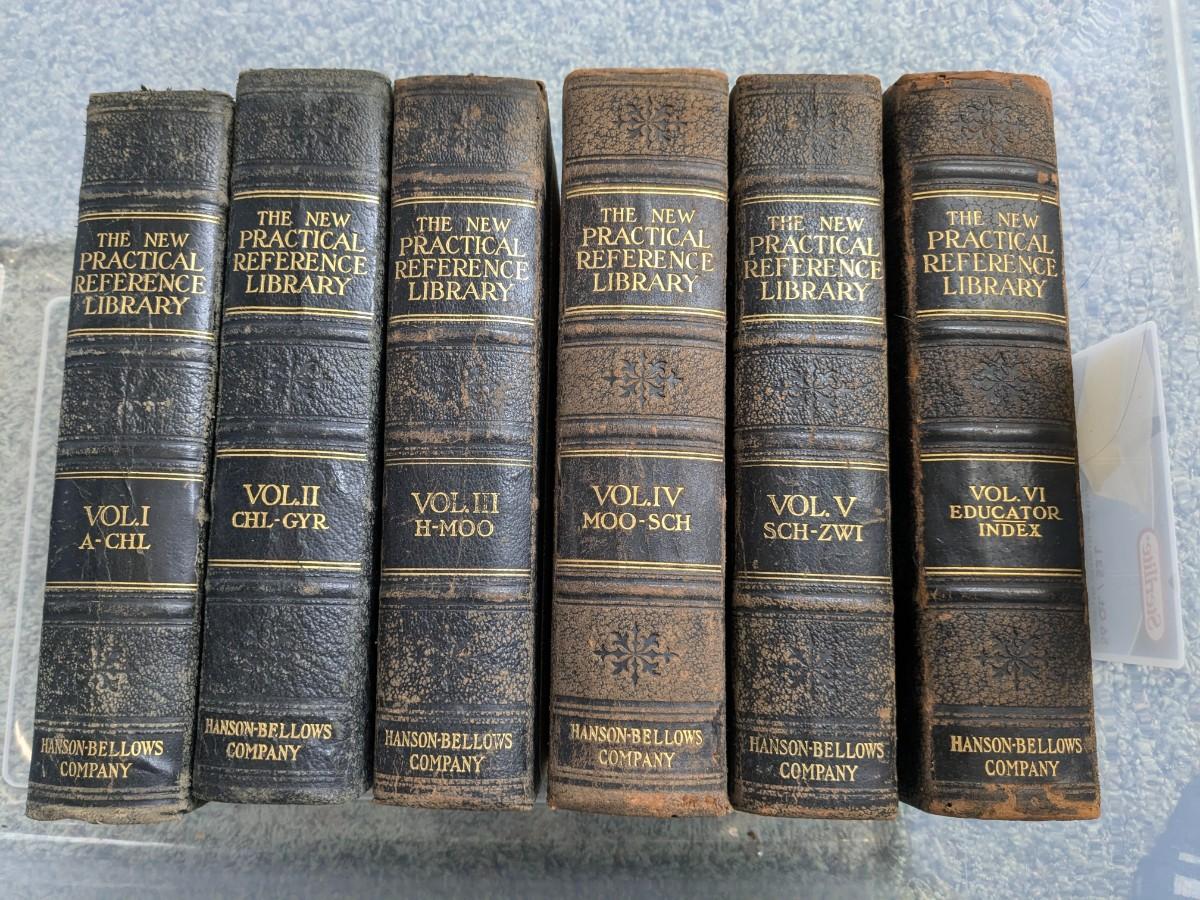 THE NEW
PRACTICAL
REFERENCE
LIBRARY
VOL.I
A-CHL
HANSON-BELLOWS
COMPANY
THE NEW
PRACTICAL
REFERENCE
LIBRARY
VOL.II
CHL-GYR
HANSON-BELLOWS
COMPANY
THE NEW
PRACTICAL
REFERENCE
LIBRARY
VOL.III
H-MOO
HANSON-BELLOWS
COMPANY
THE NEW
PRACTICAL
REFERENCE
LIBRARY
VOL.IV
MOO-SCH
HANSON-BELLOWS
COMPANY
THE NEW
PRACTICAL
REFERENCE
LIBRARY
VOL.V
SCH-ZWI
HANSON-BELLOWS
COMPANY
THE NEW
PRACTICAL
REFERENCE
LIBRARY
VOL.VI
EDUCATOR
INDEX
HANSON-BELLOWS
COMPANY
Sterilite